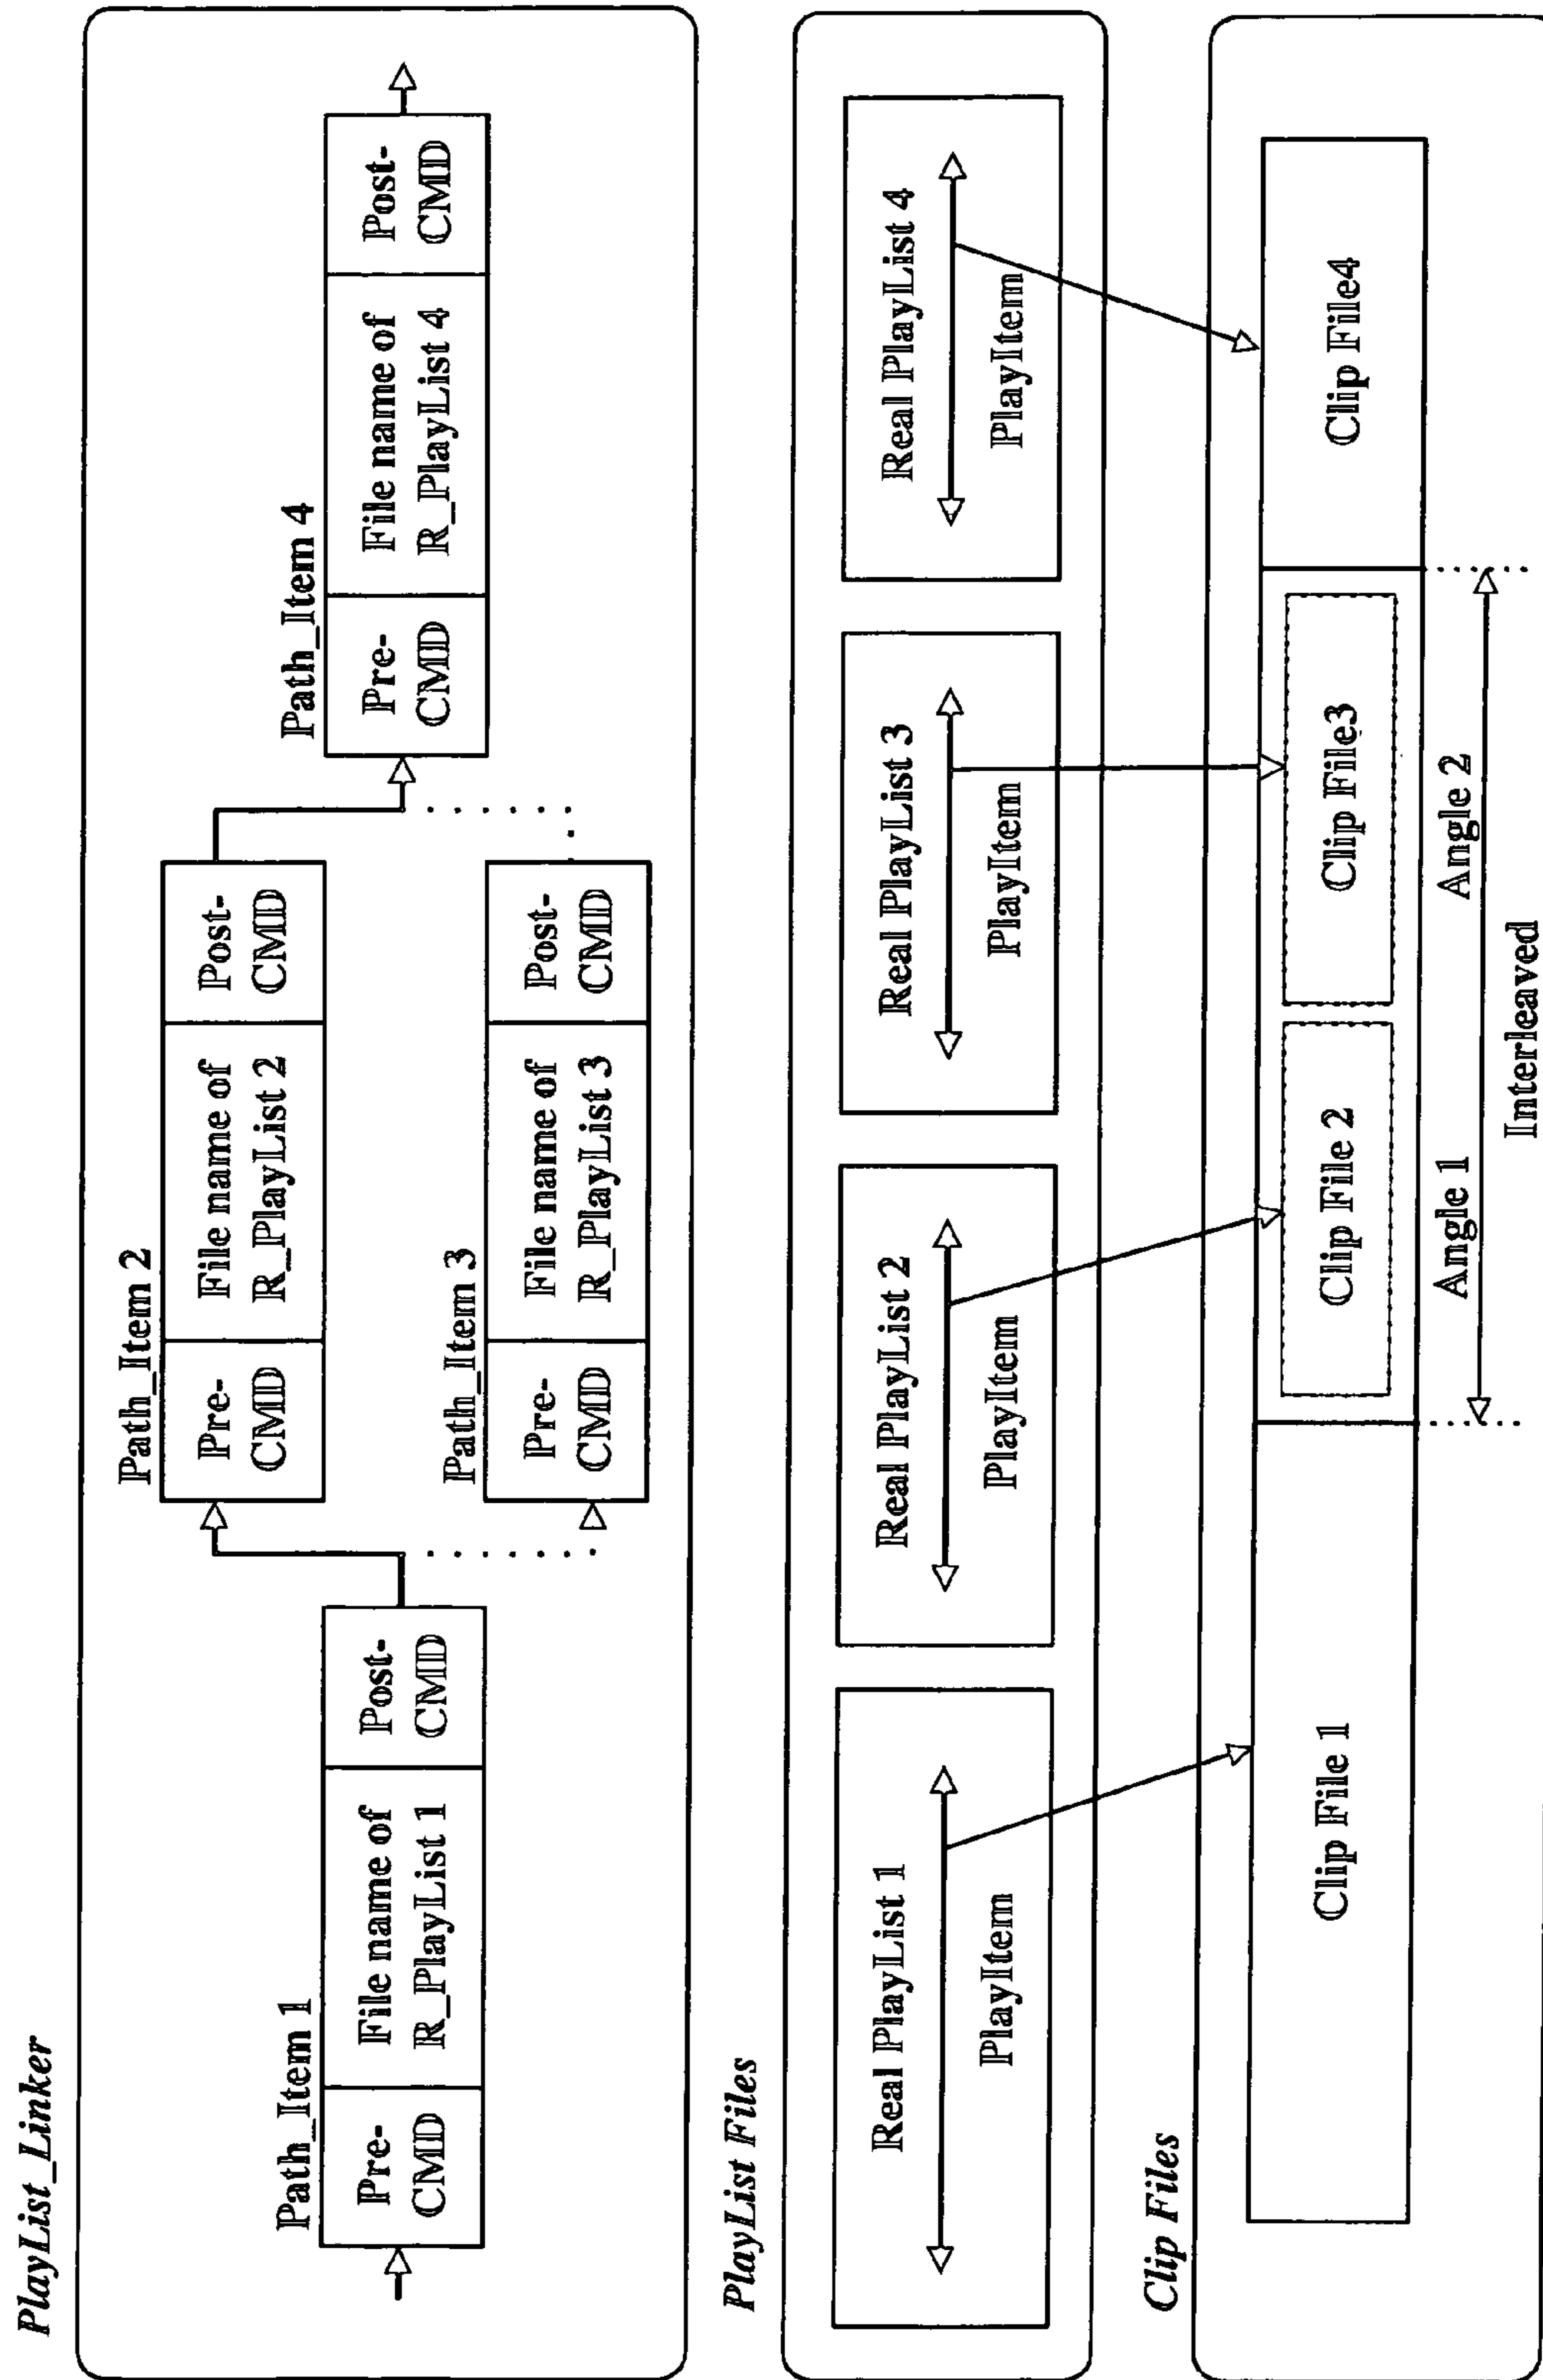 PlayList_Linker
Path_Item 1
Pre-
CMD
File name of
R_PlayList 1
Post-
CMD
Path_Item 2
Pre-
CMD
File name of
R_PlayList 2
Post-
CMD
Path_Item 3
Pre-
CMD
File name of
R_PlayList 3
Post-
CMD
Path_Item 4
Pre-
CMD
File name of
R_PlayList 4
Post-
CMD
PlayList Files
Real PlayList 1
PlayItem
Real PlayList 2
PlayItem
Real PlayList 3
PlayItem
Real PlayList 4
PlayItem
Clip Files
Clip File 1
Clip File 2
Clip File3
Clip File4
Angle 1
Angle 2
Interleaved